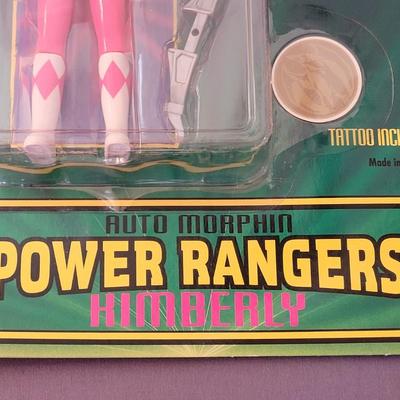 TATTOO INC
Made in
AUTO MORPHIN
POWER RANGERS
KIMBERLY